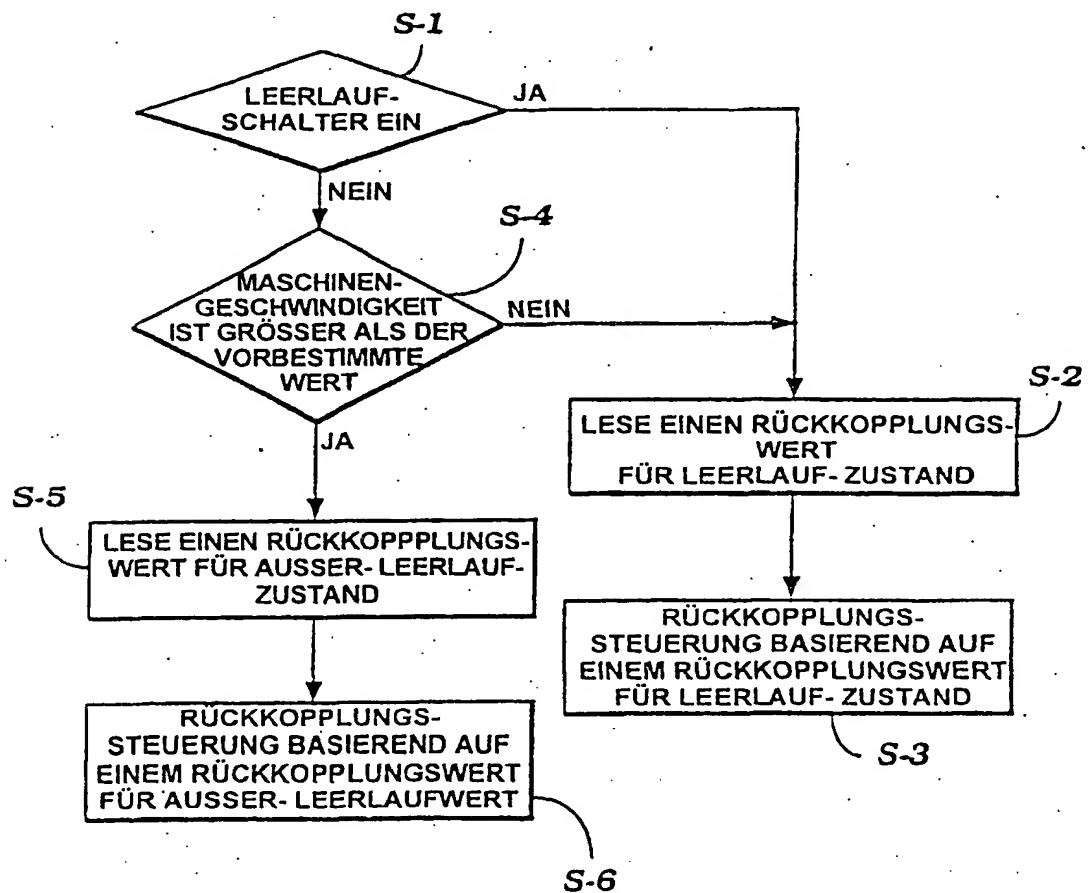 S-1
LEERLAUF-
SCHALTER EIN
JA
NEIN
S-4
MASCHINEN-
GESCHWINDIGKEIT
IST GRÖSSER ALS DER
VORBESTIMMTE
WERT
NEIN
JA
S-2
LESE EINEN RÜCKKOPPLUNGS-
WERT
FÜR LEERLAUF- ZUSTAND
S-5
LESE EINEN RÜCKKOPPPLUNGS-
WERT FÜR AUSSER- LEERLAUF-
ZUSTAND
RÜCKKOPPLUNGS-
STEUERUNG BASIEREND AUF
EINEM RÜCKKOPPLUNGSWERT
FÜR LEERLAUF- ZUSTAND
S-3
RÜCKKOPPLUNGS-
STEUERUNG BASIEREND AUF
EINEM RÜCKKOPPLUNGSWERT
FÜR AUSSER- LEERLAUFWERT
S-6